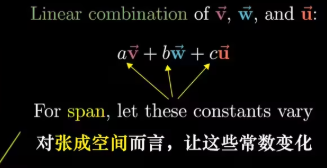 Linear combination of v⃗, w⃗, and u⃗:
av⃗ + bw⃗ + cu⃗
For span, let these constants vary
对张成空间而言，让这些常数变化